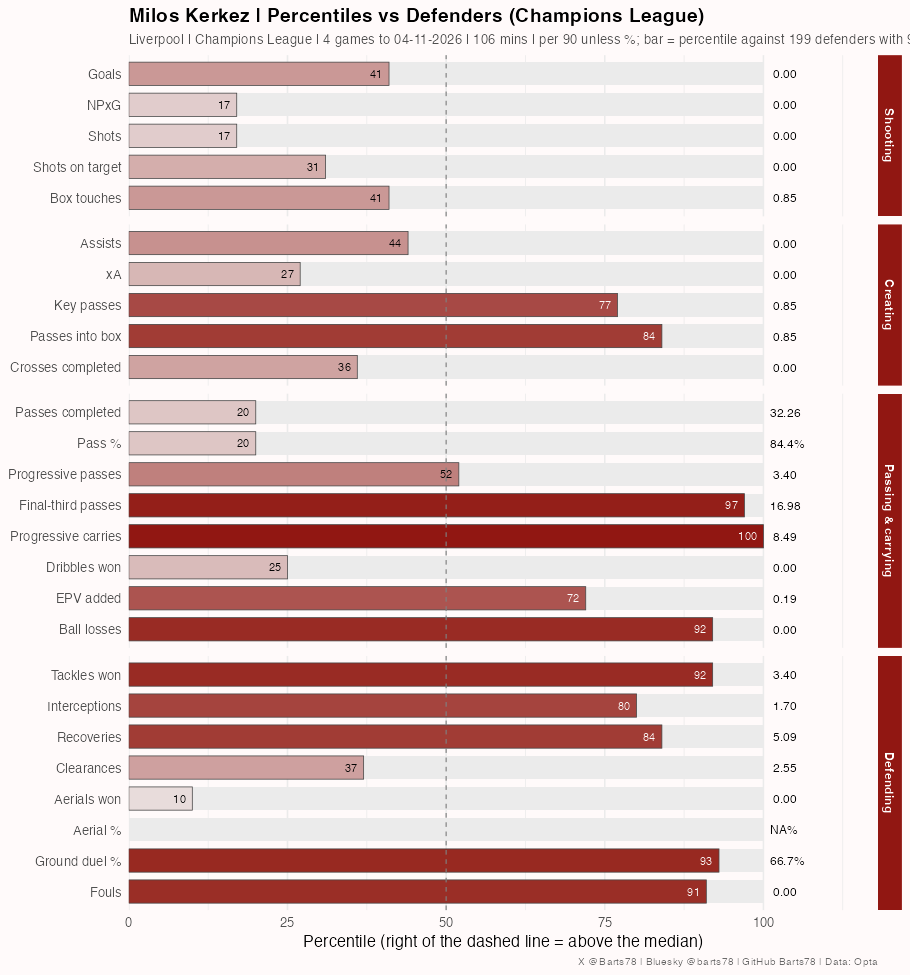 Milos Kerkez | Percentiles vs Defenders (Champions League)
Liverpool | Champions League | 4 games to 04-11-2026 | 106 mins | per 90 unless %; bar = percentile against 199 defenders with 9
Goals 41 0.00
NPxG 17 0.00
Shots 17 0.00
Shots on target 31 0.00
Box touches 41 0.85
Shooting
Assists 44 0.00
xA 27 0.00
Key passes 77 0.85
Passes into box 84 0.85
Crosses completed 36 0.00
Creating
Passes completed 20 32.26
Pass % 20 84.4%
Progressive passes 52 3.40
Final-third passes 97 16.98
Progressive carries 100 8.49
Dribbles won 25 0.00
EPV added 72 0.19
Ball losses 92 0.00
Passing & carrying
Tackles won 92 3.40
Interceptions 80 1.70
Recoveries 84 5.09
Clearances 37 2.55
Aerials won 10 0.00
Aerial % NA%
Ground duel % 93 66.7%
Fouls 91 0.00
Defending
0 25 50 75 100
Percentile (right of the dashed line = above the median)
X @Barts78 | Bluesky @barts78 | GitHub Barts78 | Data: Opta